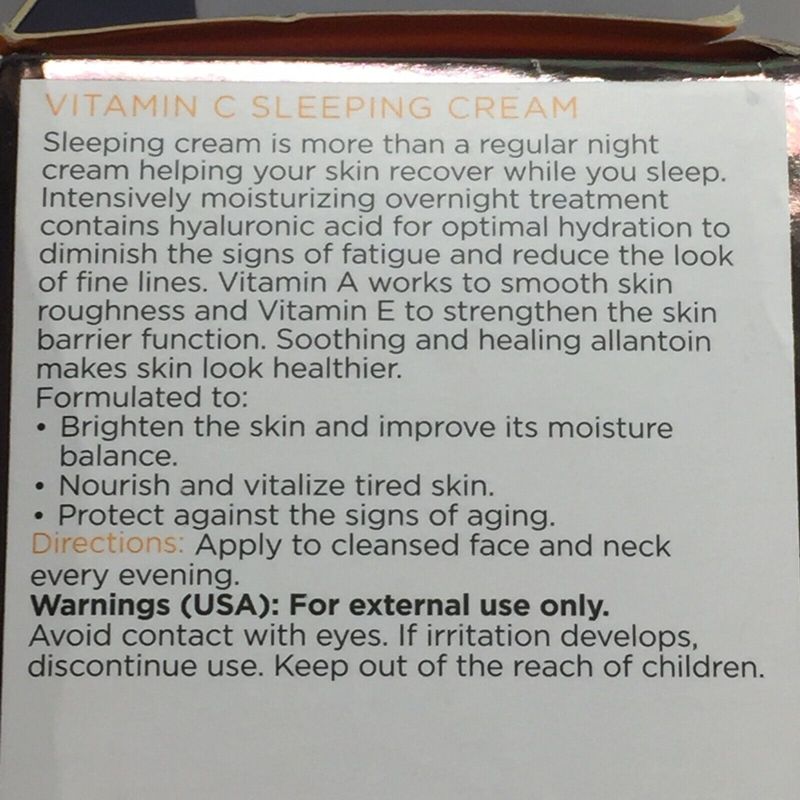 VITAMIN C SLEEPING CREAM
Sleeping cream is more than a regular night
cream helping your skin recover while you sleep.
Intensively moisturizing overnight treatment
contains hyaluronic acid for optimal hydration to
diminish the signs of fatigue and reduce the look
of fine lines. Vitamin A works to smooth skin
roughness and Vitamin E to strengthen the skin
barrier function. Soothing and healing allantoin
makes skin look healthier.
Formulated to:
• Brighten the skin and improve its moisture
balance.
• Nourish and vitalize tired skin.
• Protect against the signs of aging.
Directions: Apply to cleansed face and neck
every evening.
Warnings (USA): For external use only.
Avoid contact with eyes. If irritation develops,
discontinue use. Keep out of the reach of children.